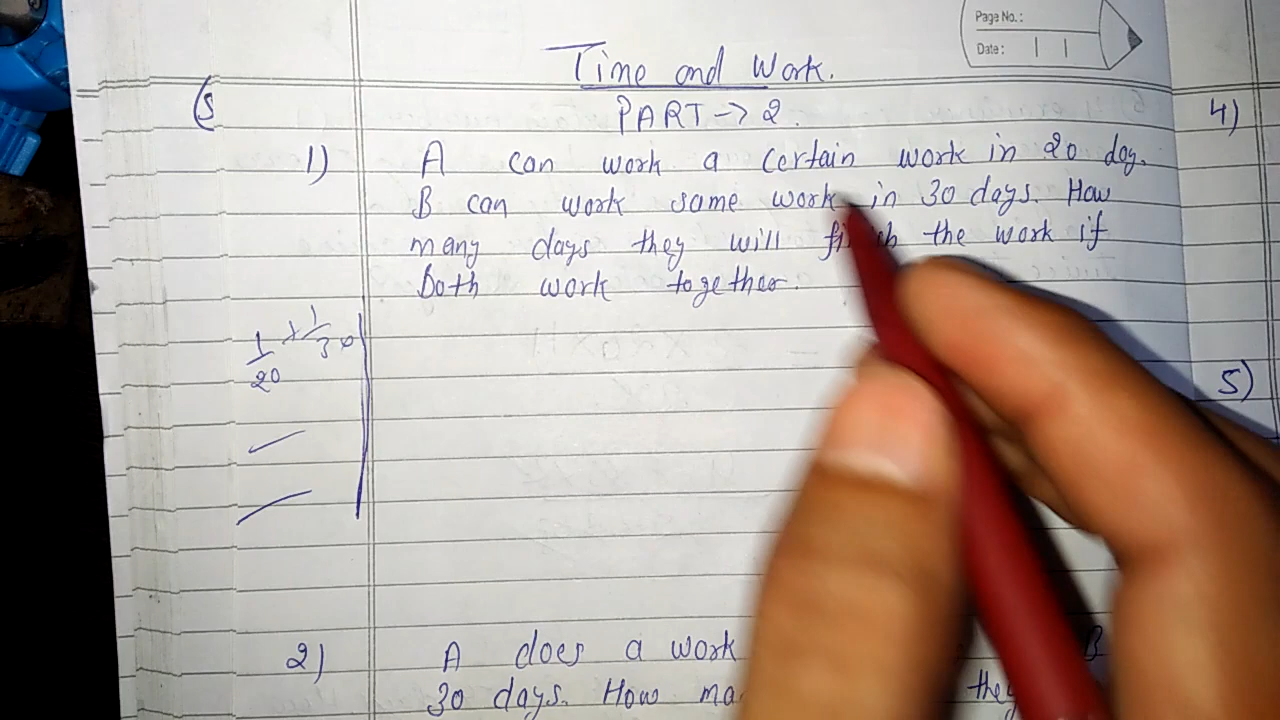 Page No.:
Date:
Time and Work.
PART → 2.
(S
1) A can work a certain work in 20 day.
B can work same work in 30 days. How
many days they will finish the work if
both work together.
1/20 + 1/30
2) A does a work B
30 days. How
4)
5)